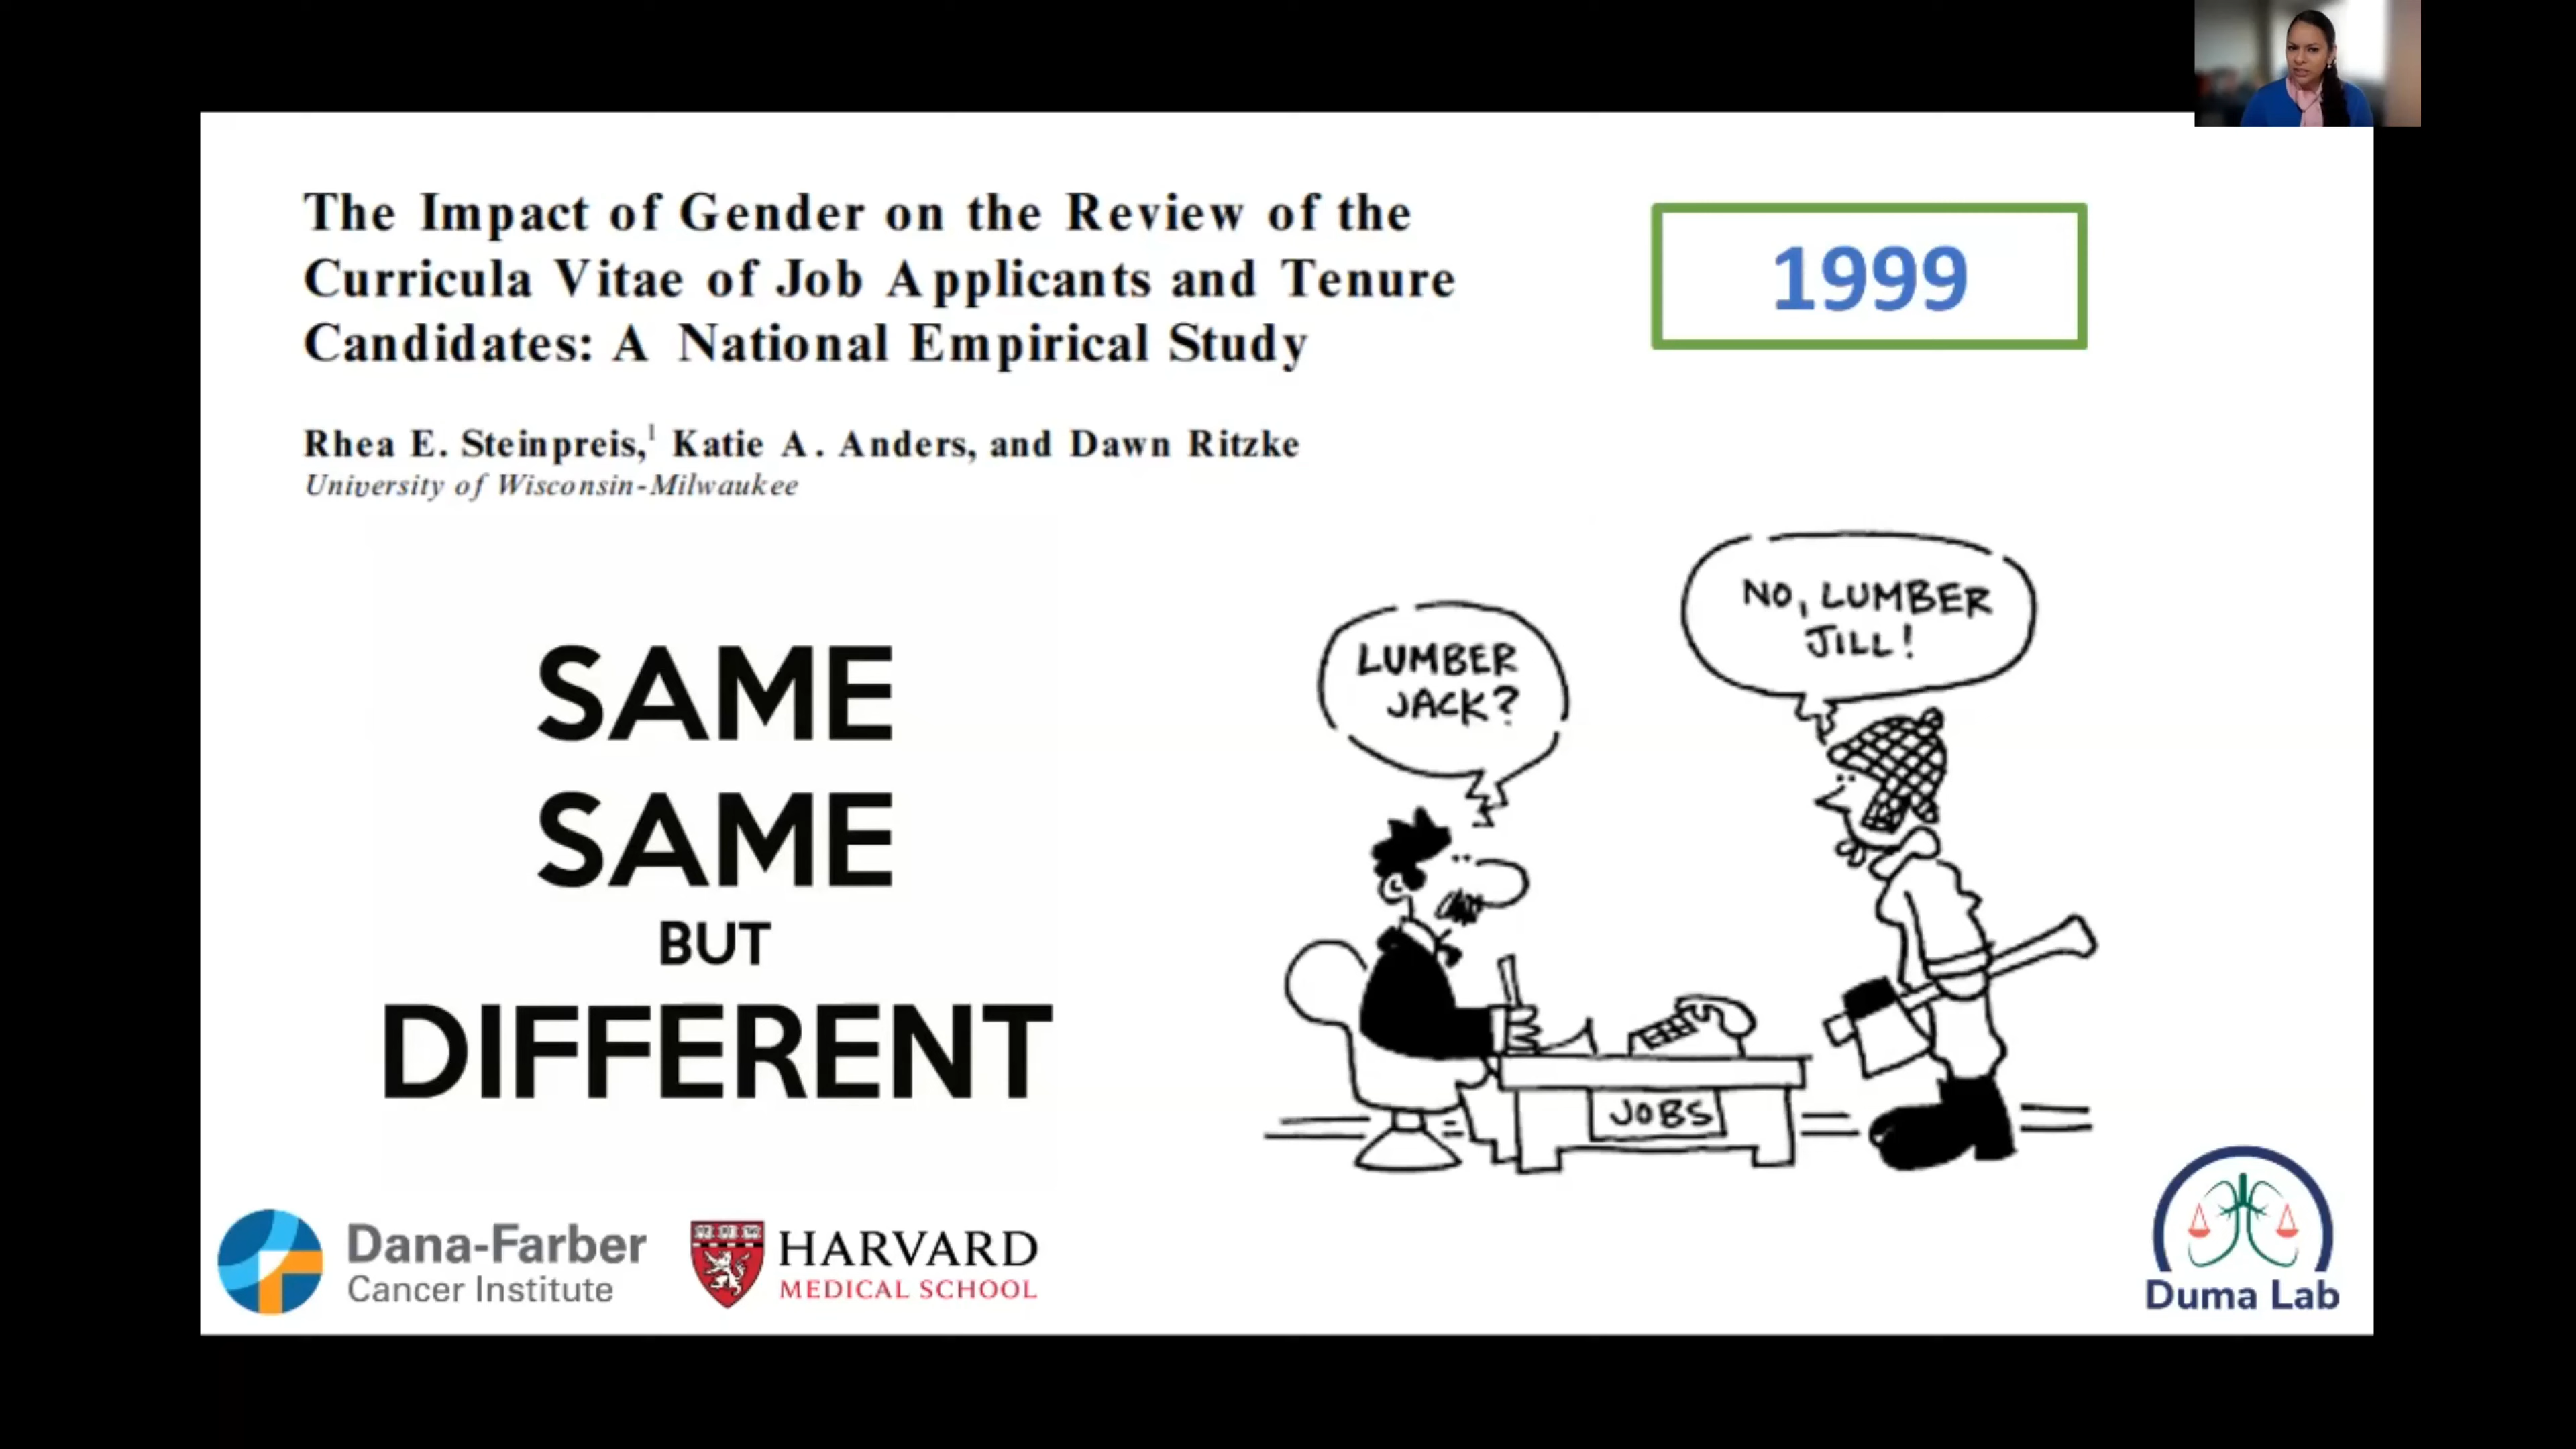 The Impact of Gender on the Review of the
Curricula Vitae of Job Applicants and Tenure
Candidates: A National Empirical Study
Rhea E. Steinpreis,¹ Katie A. Anders, and Dawn Ritzke
University of Wisconsin-Milwaukee
1999
SAME
SAME
BUT
DIFFERENT
LUMBER
JACK?
NO, LUMBER
JILL!
JOBS
Dana-Farber
Cancer Institute
HARVARD
MEDICAL SCHOOL
Duma Lab